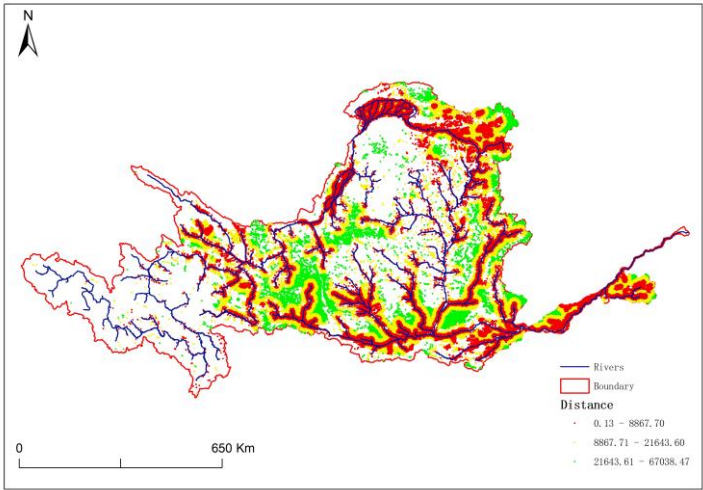 N
Rivers
Boundary
Distance
0.13 - 8867.70
8867.71 - 21643.60
21643.61 - 67038.47
0 650 Km